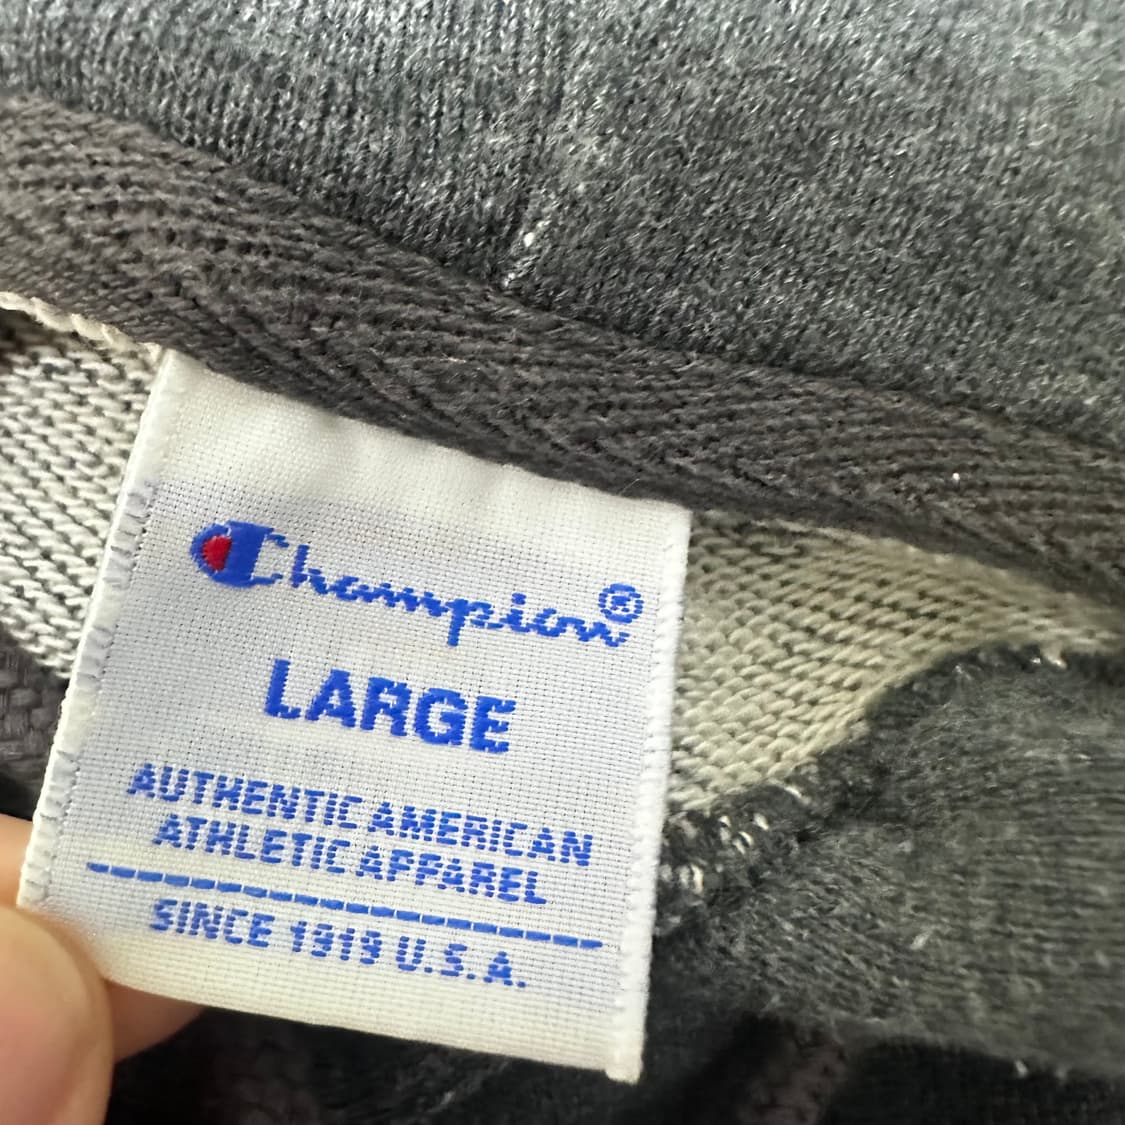 Champion®
LARGE
AUTHENTIC AMERICAN
ATHLETIC APPAREL
SINCE 1919 U.S.A.